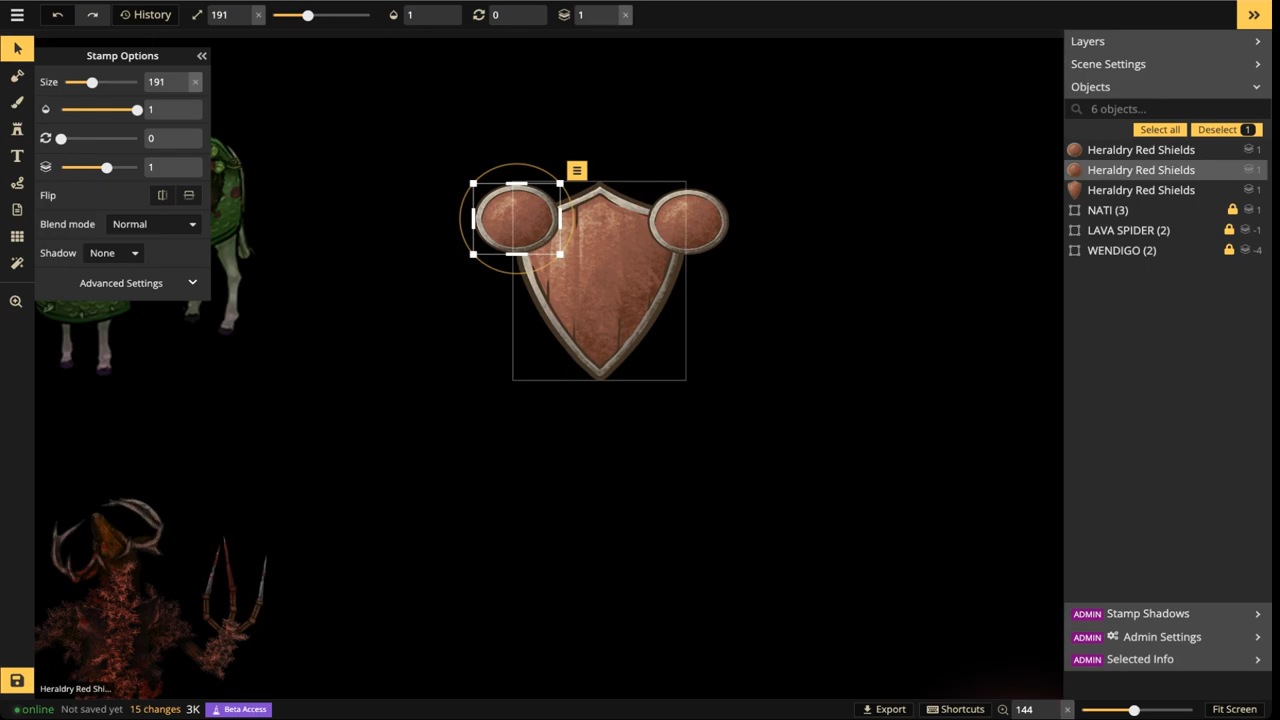 History
191
×
1
0
1
×
Stamp Options
Size
191
×
1
0
1
Flip
Blend mode
Normal
Shadow
None
Advanced Settings
Layers
Scene Settings
Objects
6 objects...
Select all
Deselect 1
Heraldry Red Shields 1
Heraldry Red Shields 1
Heraldry Red Shields 1
NATI (3) 1
LAVA SPIDER (2) -1
WENDIGO (2) -4
ADMIN Stamp Shadows
ADMIN Admin Settings
ADMIN Selected Info
Heraldry Red Shi...
online Not saved yet 15 changes 3K Beta Access
Export
Shortcuts
144
×
Fit Screen